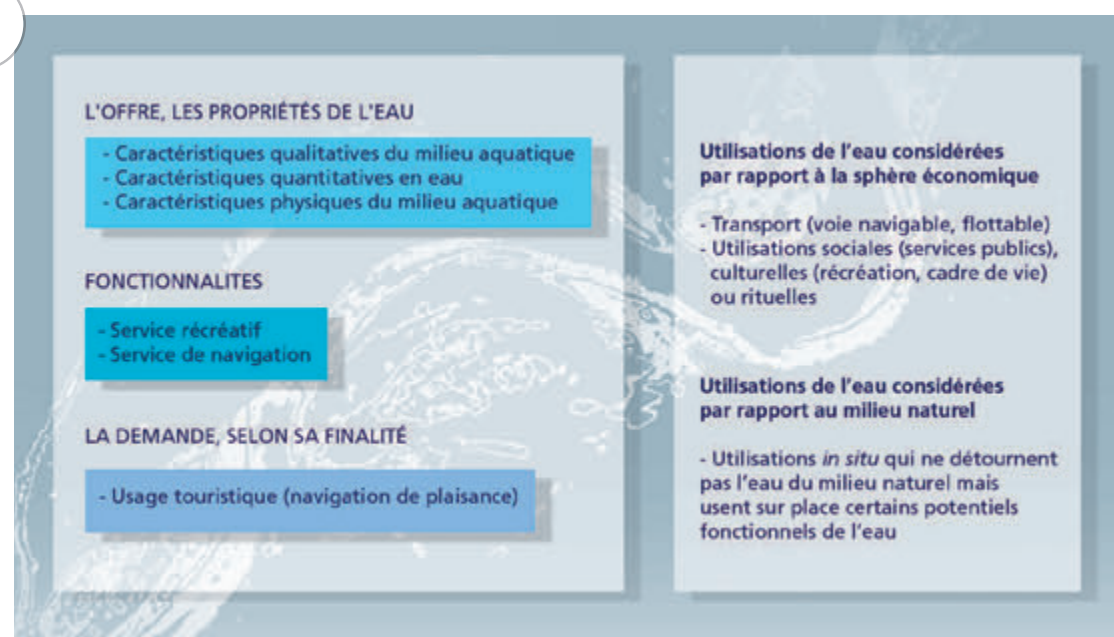 L'OFFRE, LES PROPRIÉTÉS DE L'EAU
- Caractéristiques qualitatives du milieu aquatique
- Caractéristiques quantitatives en eau
- Caractéristiques physiques du milieu aquatique
FONCTIONNALITES
- Service récréatif
- Service de navigation
LA DEMANDE, SELON SA FINALITÉ
- Usage touristique (navigation de plaisance)
Utilisations de l'eau considérées
par rapport à la sphère économique
- Transport (voie navigable, flottable)
- Utilisations sociales (services publics),
culturelles (récréation, cadre de vie)
ou rituelles
Utilisations de l'eau considérées
par rapport au milieu naturel
- Utilisations in situ qui ne détournent
pas l'eau du milieu naturel mais
usent sur place certains potentiels
fonctionnels de l'eau